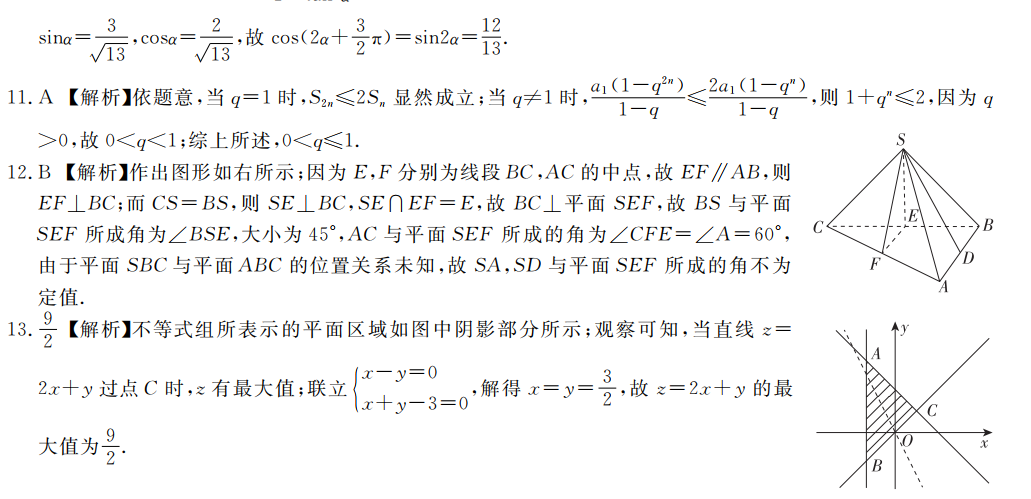 sinα=3/√13,cosα=2/√13,故 cos(2α+3/2π)=sin2α=12/13.
11. A 【解析】依题意,当 q=1 时,S₂ₙ≤2Sₙ 显然成立;当 q≠1 时,a₁(1-q²ⁿ)/(1-q)≤2a₁(1-qⁿ)/(1-q),则 1+qⁿ≤2,因为 q
>0,故 0<q<1;综上所述,0<q≤1.
12. B 【解析】作出图形如右所示;因为 E,F 分别为线段 BC,AC 的中点,故 EF∥AB,则
EF⊥BC;而 CS=BS,则 SE⊥BC,SE∩EF=E,故 BC⊥平面 SEF,故 BS 与平面
SEF 所成角为∠BSE,大小为 45°,AC 与平面 SEF 所成的角为∠CFE=∠A=60°,
由于平面 SBC 与平面 ABC 的位置关系未知,故 SA,SD 与平面 SEF 所成的角不为
定值.
S
C
E
B
F
D
A
13. 9/2 【解析】不等式组所表示的平面区域如图中阴影部分所示;观察可知,当直线 z=
2x+y 过点 C 时,z 有最大值;联立{x-y=0
x+y-3=0,解得 x=y=3/2,故 z=2x+y 的最
大值为9/2.
y
A
C
O
x
B